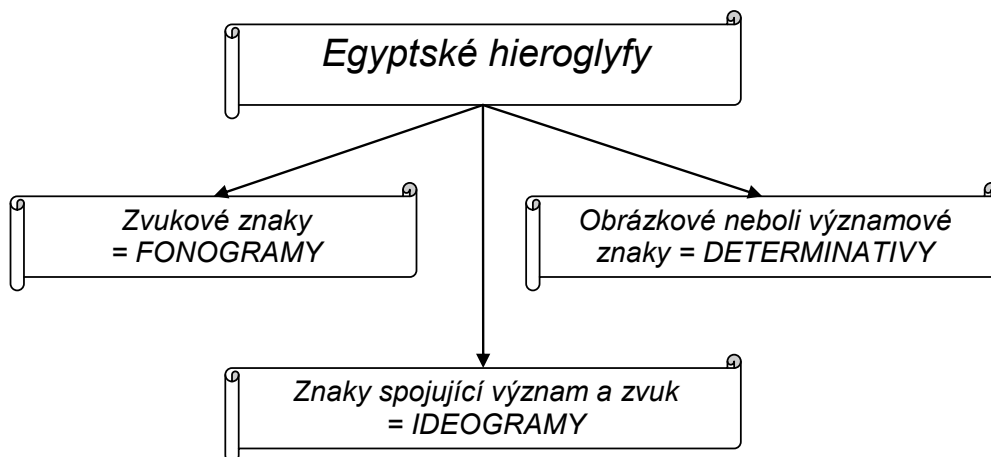 Egyptské hieroglyfy
Zvukové znaky
= FONOGRAMY
Obrázkové neboli významové
znaky = DETERMINATIVY
Znaky spojující význam a zvuk
= IDEOGRAMY